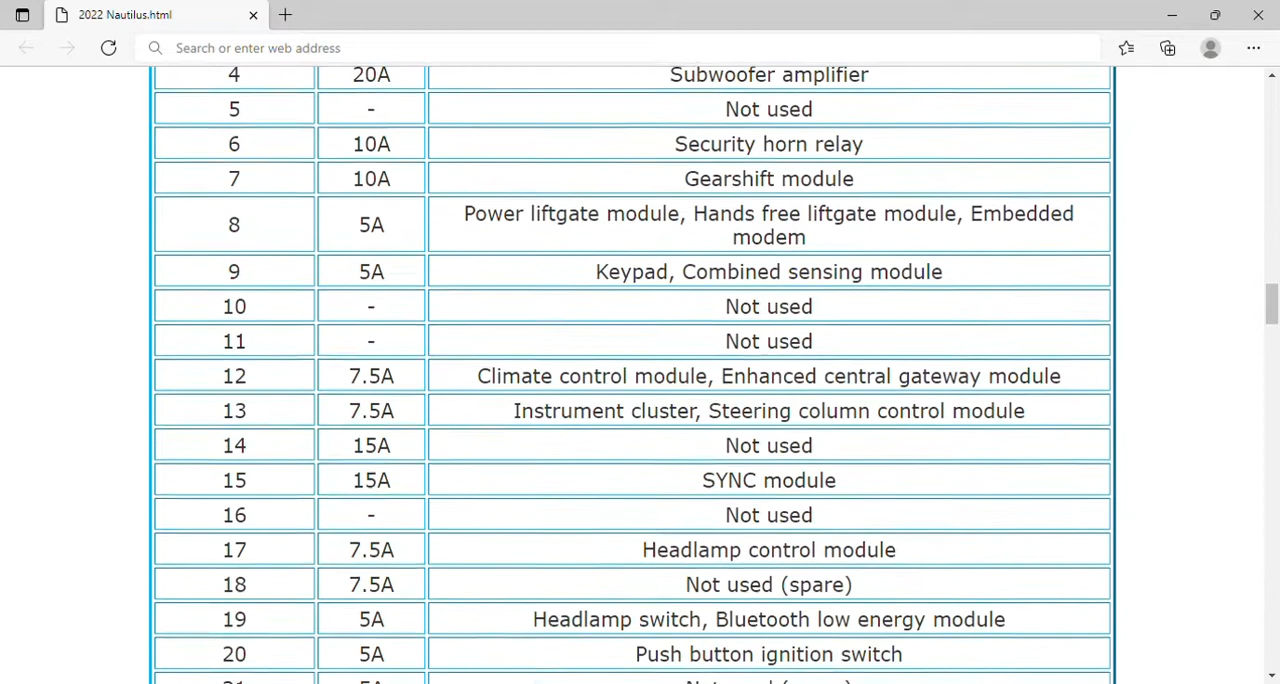 2022 Nautilus.html
Search or enter web address
4 20A Subwoofer amplifier
5 - Not used
6 10A Security horn relay
7 10A Gearshift module
8 5A Power liftgate module, Hands free liftgate module, Embedded
modem
9 5A Keypad, Combined sensing module
10 - Not used
11 - Not used
12 7.5A Climate control module, Enhanced central gateway module
13 7.5A Instrument cluster, Steering column control module
14 15A Not used
15 15A SYNC module
16 - Not used
17 7.5A Headlamp control module
18 7.5A Not used (spare)
19 5A Headlamp switch, Bluetooth low energy module
20 5A Push button ignition switch